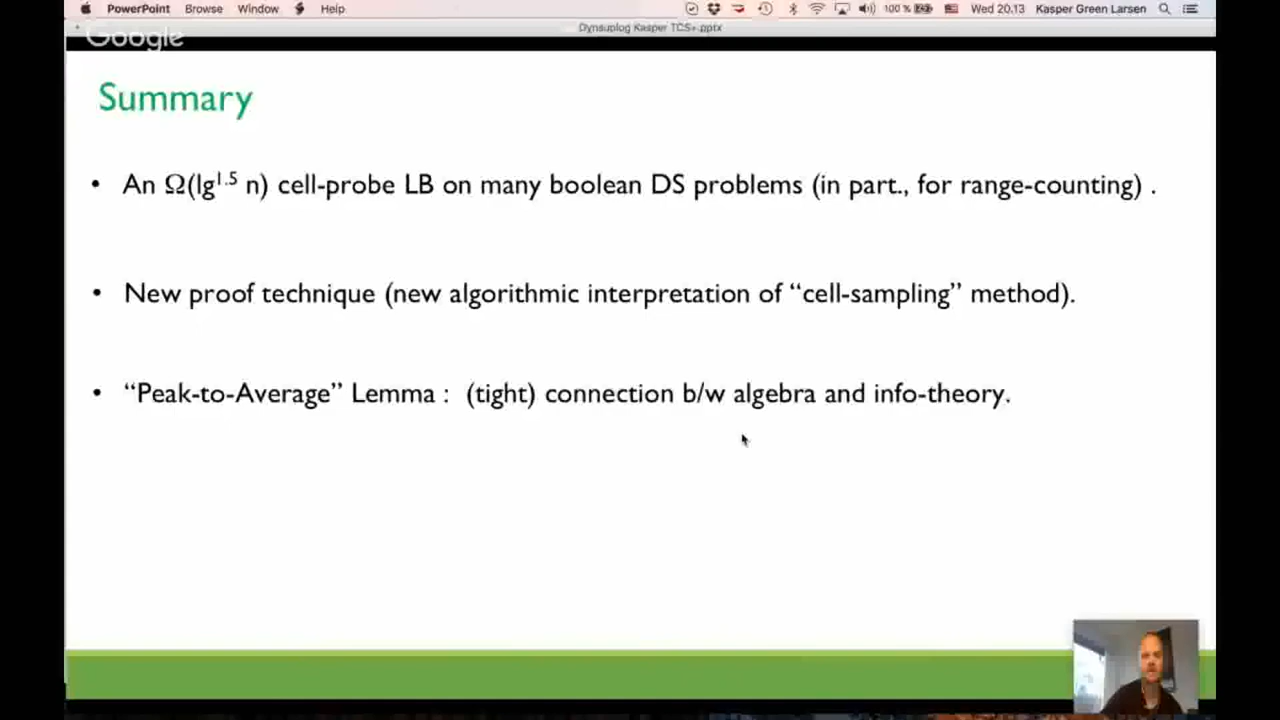 PowerPoint Browse Window Help 100 % Wed 20.13 Kasper Green Larsen
Dynsuplog Kasper TCS+.pptx
Google
Summary
• An Ω(lg^1.5 n) cell-probe LB on many boolean DS problems (in part., for range-counting) .
• New proof technique (new algorithmic interpretation of “cell-sampling” method).
• “Peak-to-Average” Lemma : (tight) connection b/w algebra and info-theory.